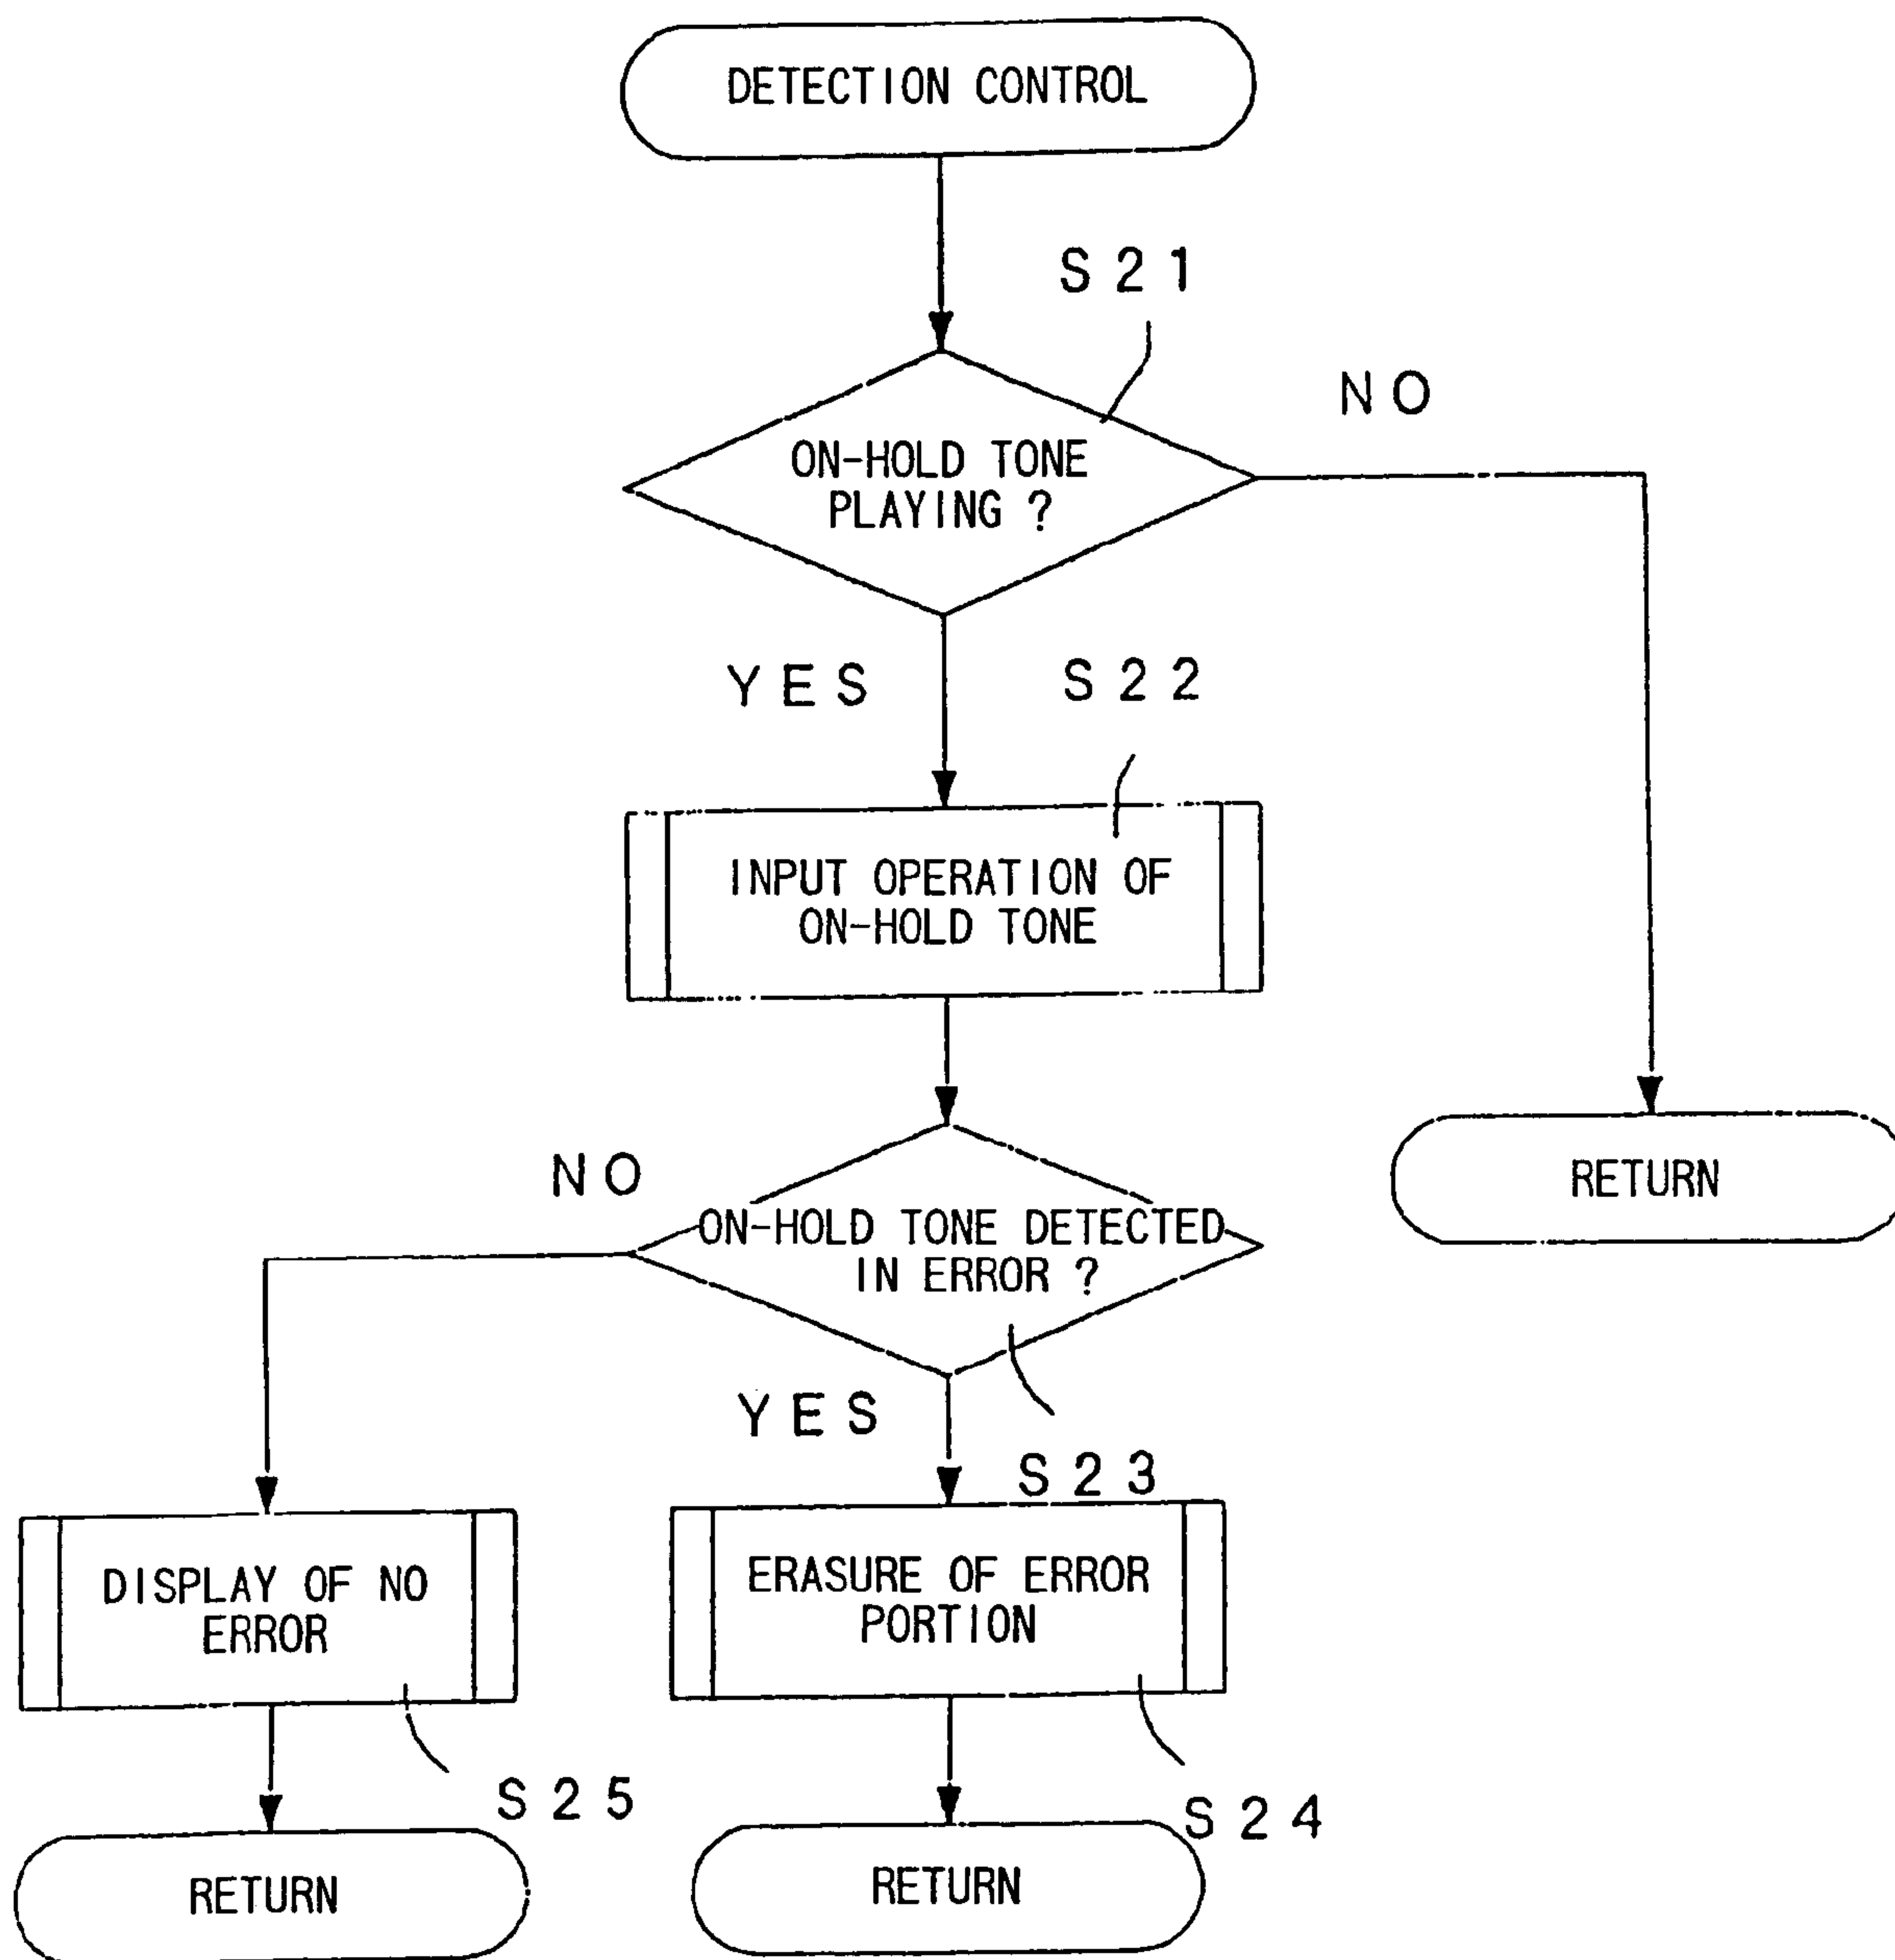 DETECTION CONTROL
S21
NO
ON-HOLD TONE
PLAYING ?
YES
S22
INPUT OPERATION OF
ON-HOLD TONE
NO
ON-HOLD TONE DETECTED
IN ERROR ?
RETURN
YES
S23
DISPLAY OF NO
ERROR
ERASURE OF ERROR
PORTION
S25
S24
RETURN
RETURN